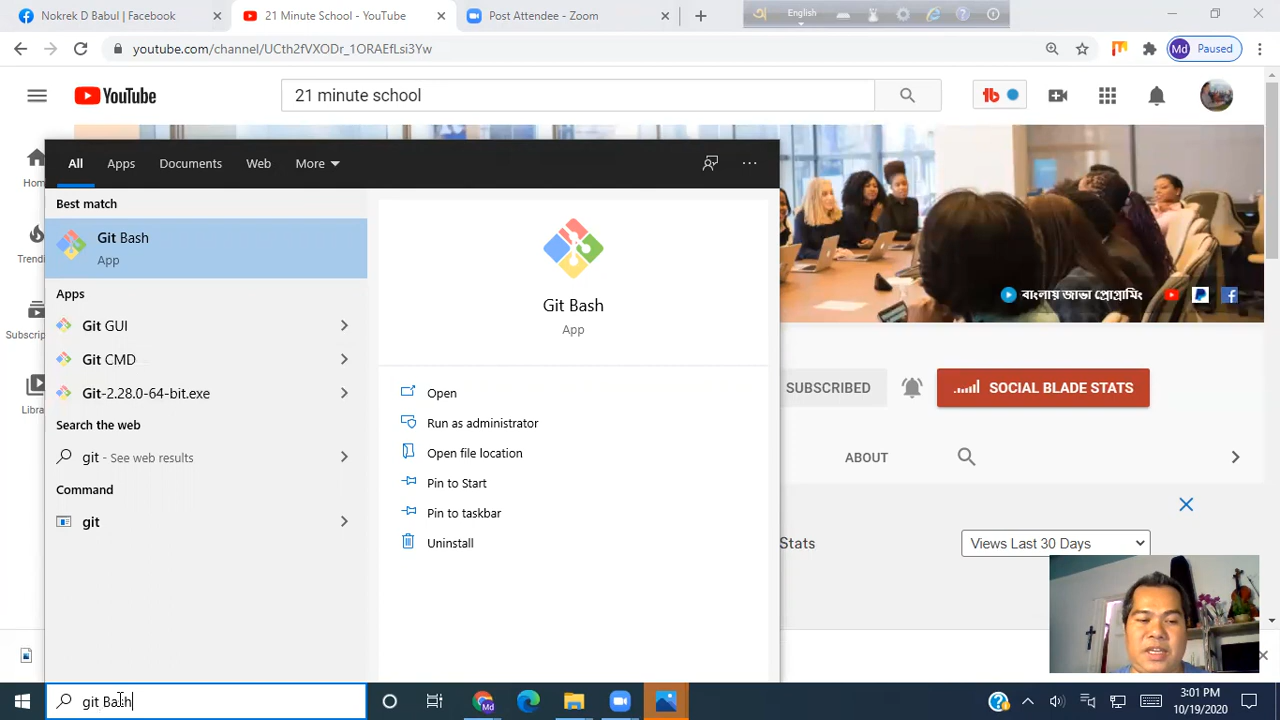 Nokrek D Babul | Facebook
21 Minute School - YouTube
Post Attendee - Zoom
English
youtube.com/channel/UCth2fVXODr_1ORAEfLsi3Yw
Md
Paused
YouTube
21 minute school
All
Apps
Documents
Web
More
Best match
Git Bash
App
Apps
Git GUI
Git CMD
Git-2.28.0-64-bit.exe
Search the web
git - See web results
Command
git
Git Bash
App
Open
Run as administrator
Open file location
Pin to Start
Pin to taskbar
Uninstall
বাংলায় জাভা প্রোগ্রামিং
SUBSCRIBED
SOCIAL BLADE STATS
ABOUT
Stats
Views Last 30 Days
git Bash
3:01 PM
10/19/2020